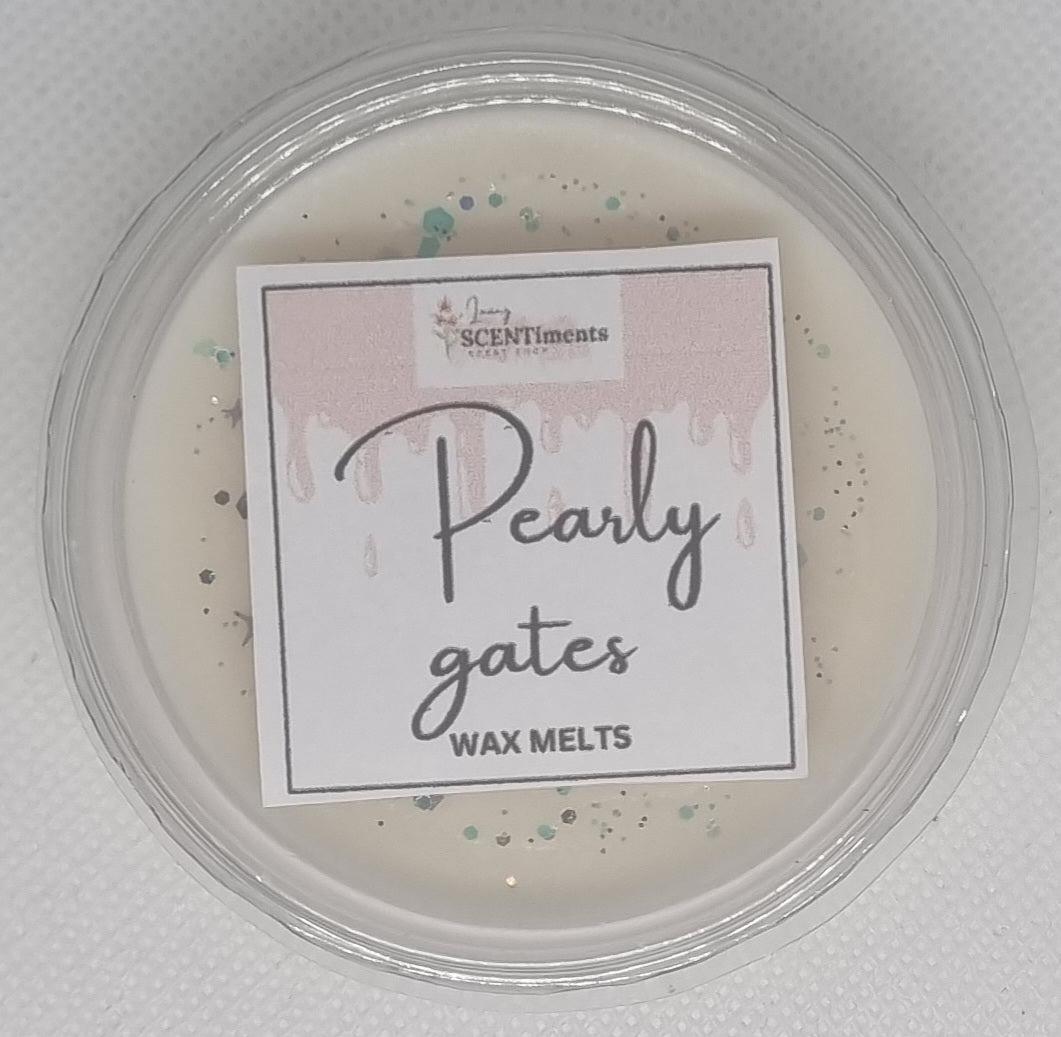 SCENTiments
Pearly
gates
WAX MELTS